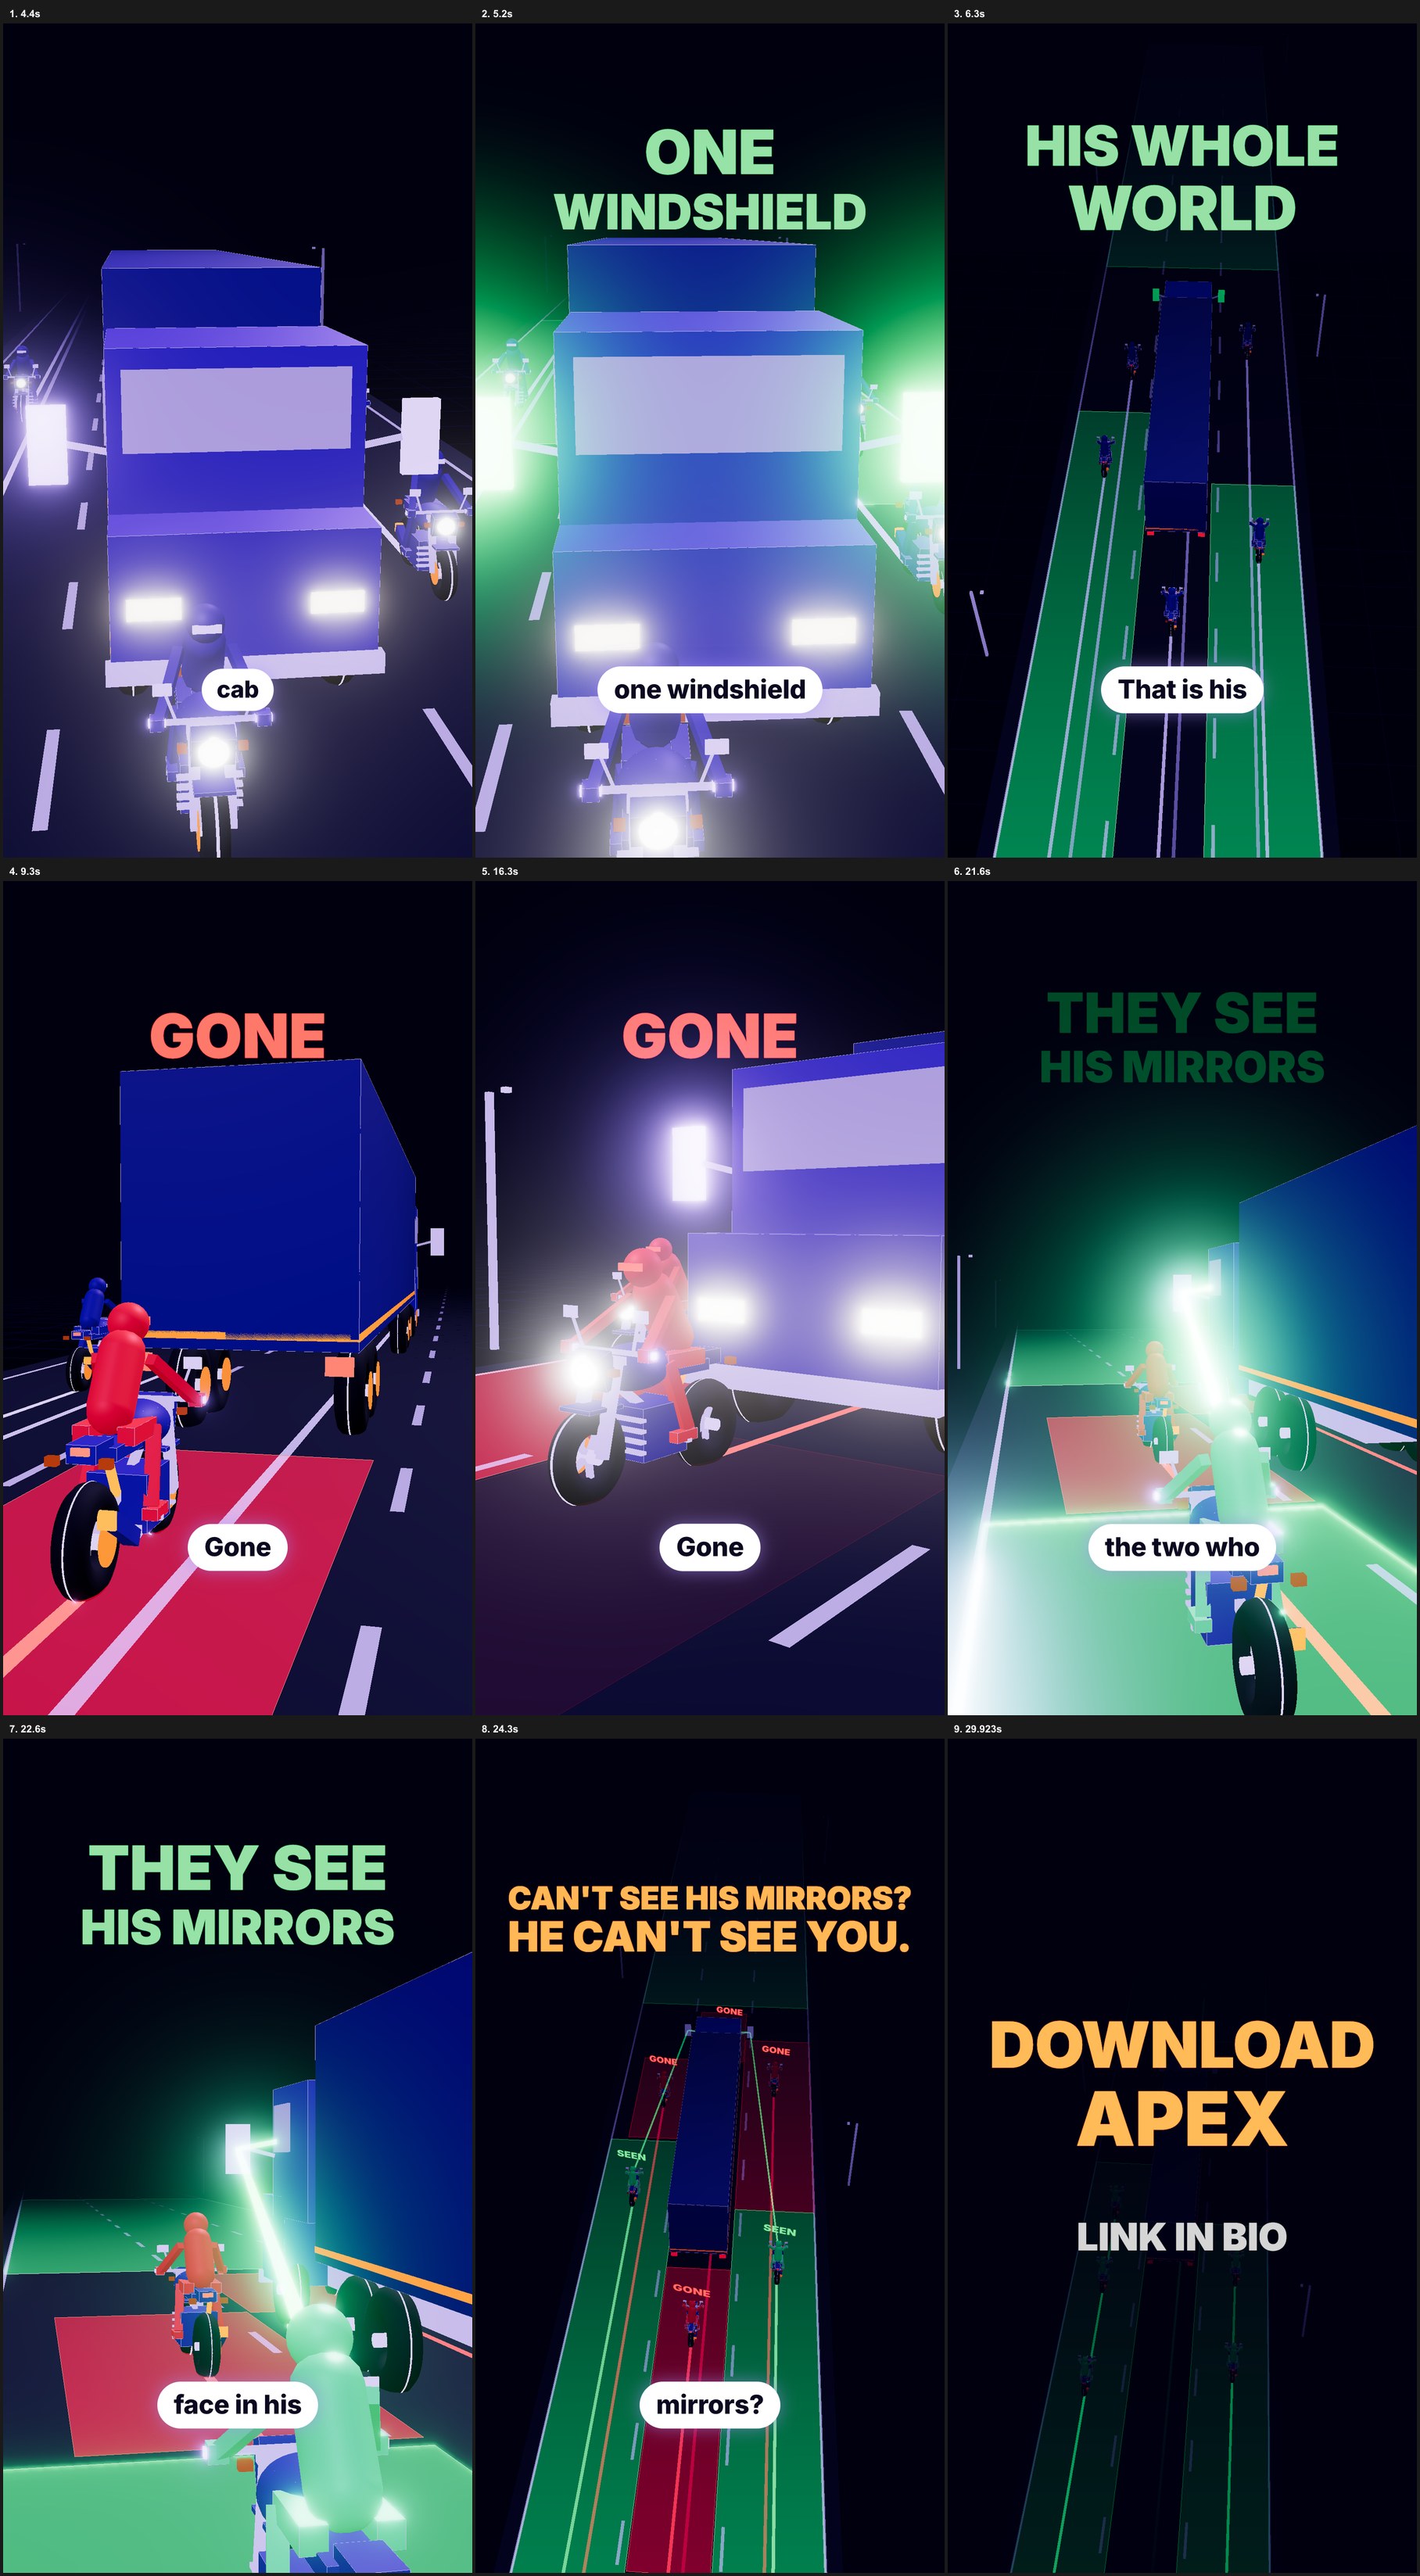 1. 4.4s
cab
2. 5.2s
ONE
WINDSHIELD
one windshield
3. 6.3s
HIS WHOLE
WORLD
That is his
4. 9.3s
GONE
Gone
5. 16.3s
GONE
Gone
6. 21.6s
THEY SEE
HIS MIRRORS
the two who
7. 22.6s
THEY SEE
HIS MIRRORS
face in his
8. 24.3s
CAN'T SEE HIS MIRRORS?
HE CAN'T SEE YOU.
GONE
GONE
GONE
SEEN
SEEN
GONE
mirrors?
9. 29.923s
DOWNLOAD
APEX
LINK IN BIO